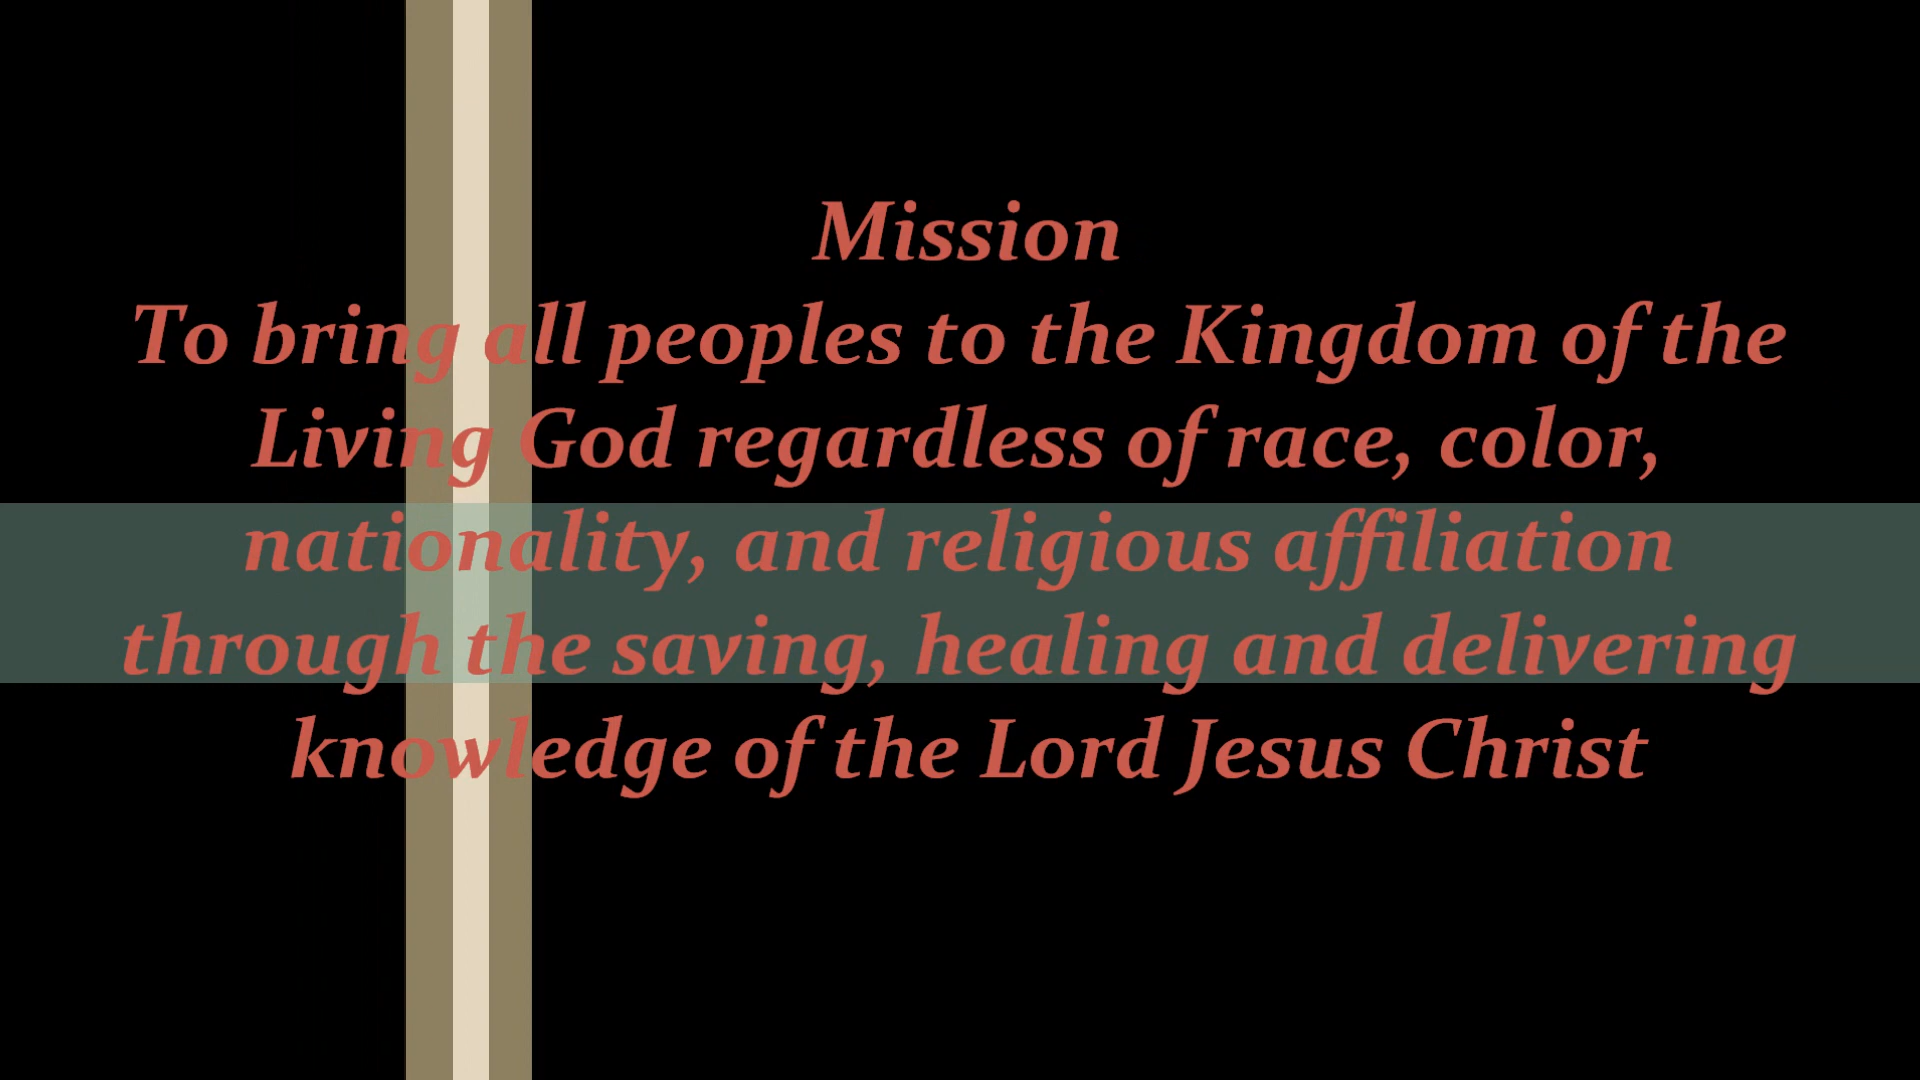 Mission
To bring all peoples to the Kingdom of the
Living God regardless of race, color,
nationality, and religious affiliation
through the saving, healing and delivering
knowledge of the Lord Jesus Christ